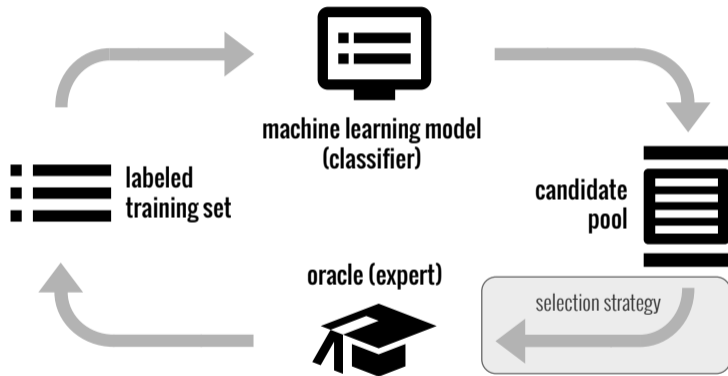 machine learning model
(classifier)
labeled
training set
candidate
pool
oracle (expert)
selection strategy